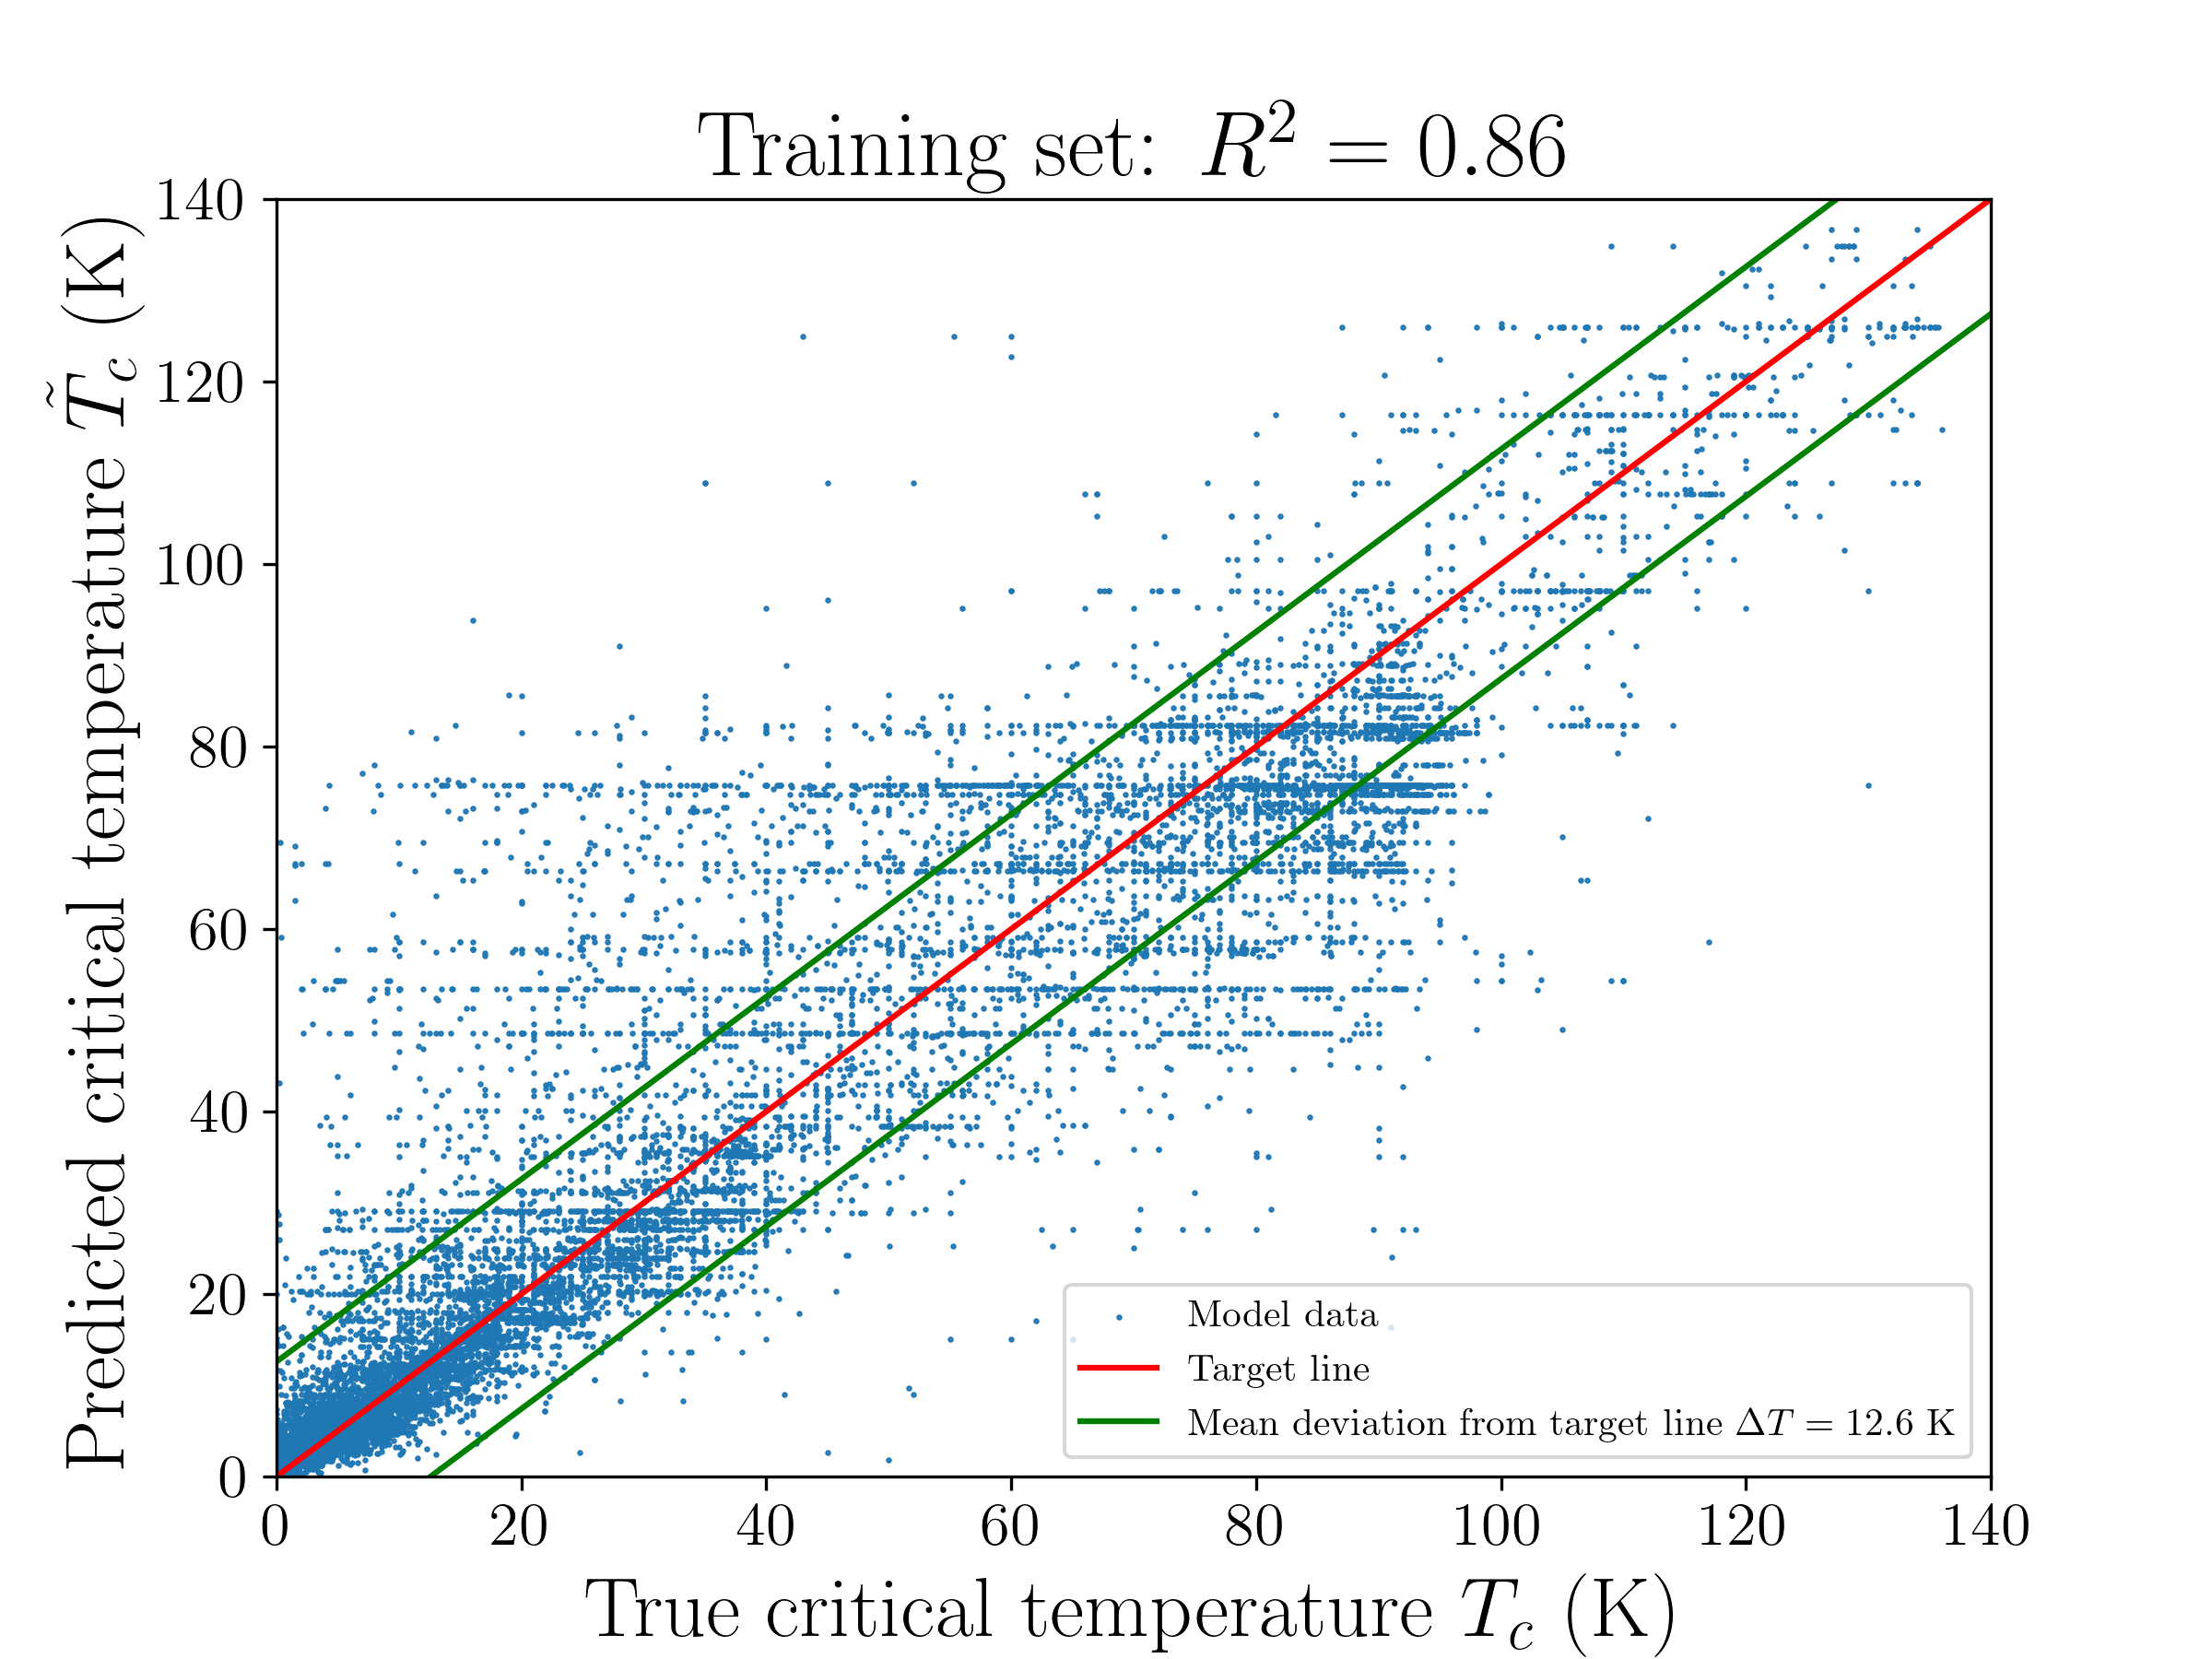 Training set: R² = 0.86
Predicted critical temperature T̃c (K)
140
120
100
80
60
40
20
0
Model data
Target line
Mean deviation from target line ΔT = 12.6 K
0 20 40 60 80 100 120 140
True critical temperature Tc (K)